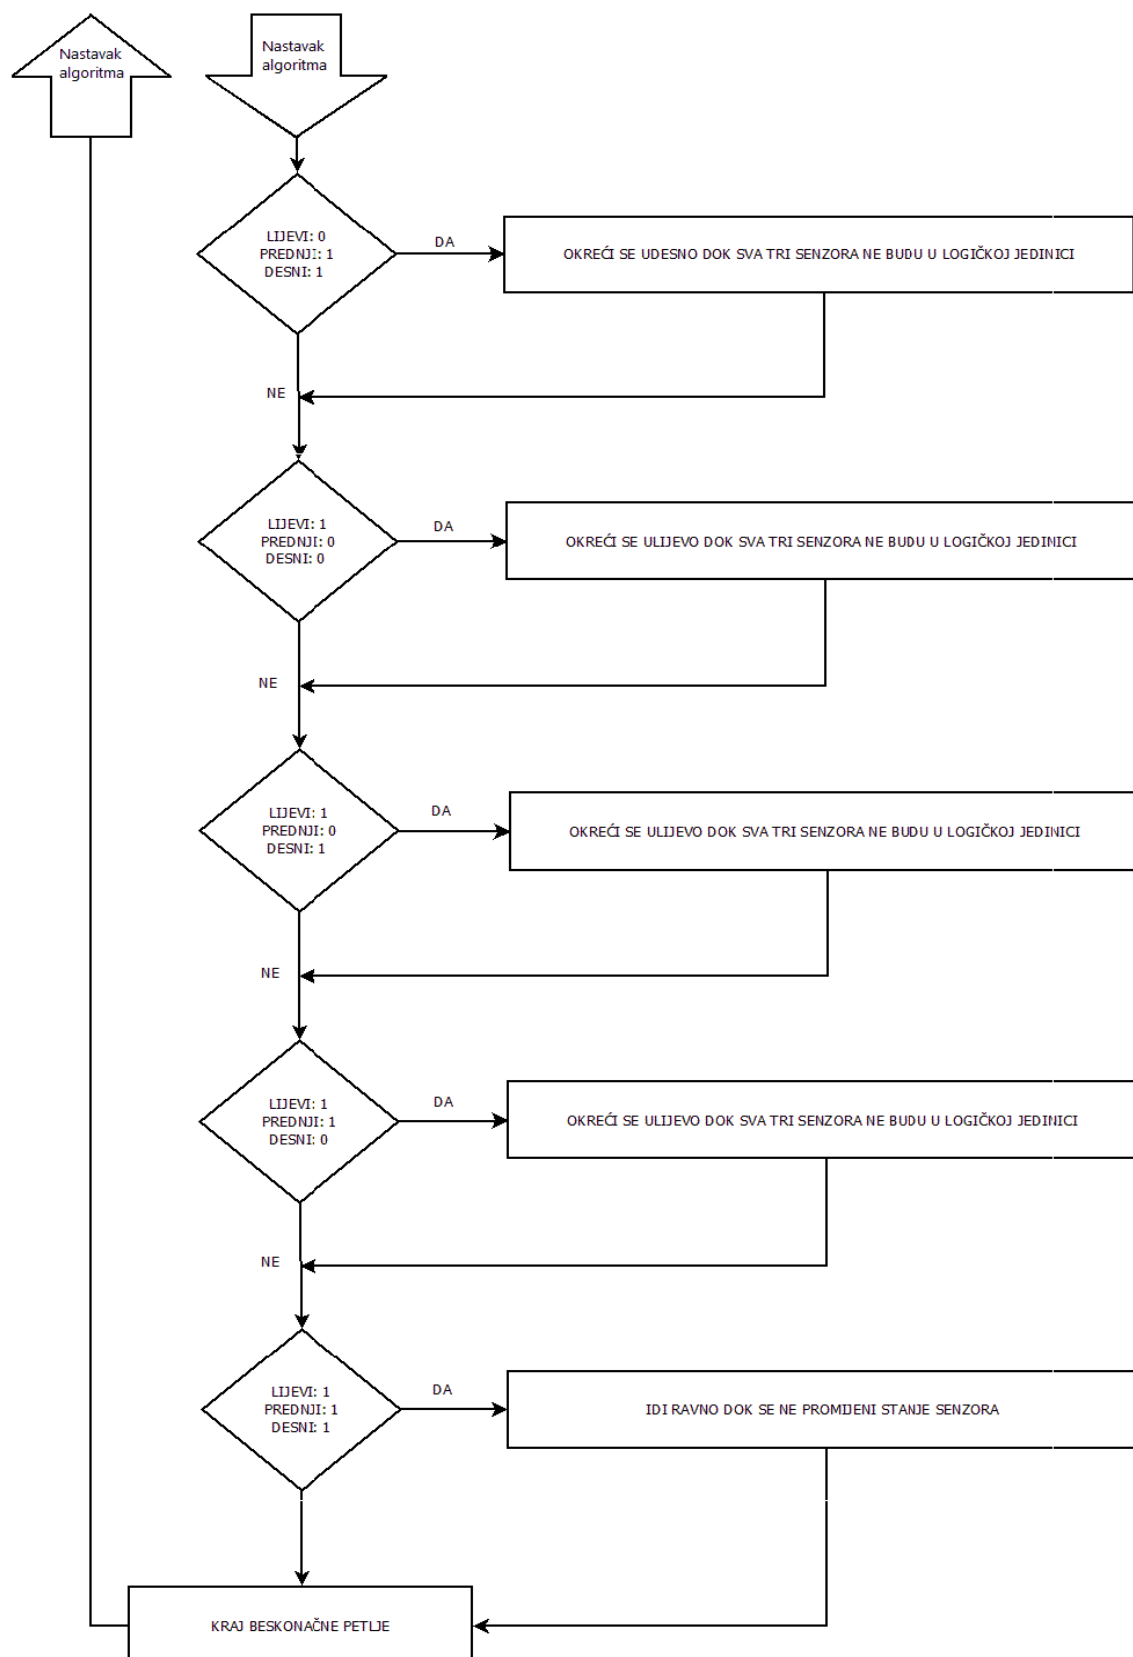 Nastavak
algoritma
Nastavak
algoritma
LIJEVI: 0
PREDNJI: 1
DESNI: 1
DA
OKREĆI SE UDESNO DOK SVA TRI SENZORA NE BUDU U LOGIČKOJ JEDINICI
NE
LIJEVI: 1
PREDNJI: 0
DESNI: 0
DA
OKREĆI SE ULIJEVO DOK SVA TRI SENZORA NE BUDU U LOGIČKOJ JEDINICI
NE
LIJEVI: 1
PREDNJI: 0
DESNI: 1
DA
OKREĆI SE ULIJEVO DOK SVA TRI SENZORA NE BUDU U LOGIČKOJ JEDINICI
NE
LIJEVI: 1
PREDNJI: 1
DESNI: 0
DA
OKREĆI SE ULIJEVO DOK SVA TRI SENZORA NE BUDU U LOGIČKOJ JEDINICI
NE
LIJEVI: 1
PREDNJI: 1
DESNI: 1
DA
IDI RAVNO DOK SE NE PROMIJENI STANJE SENZORA
KRAJ BESKONAČNE PETLJE